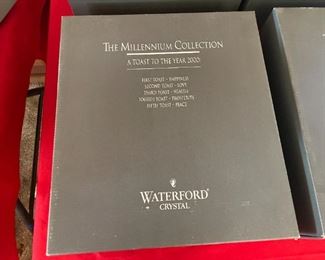 THE MILLENNIUM COLLECTION
A TOAST TO THE YEAR 2000
FIRST TOAST - HAPPINESS
SECOND TOAST - LOVE
THIRD TOAST - HEALTH
FOURTH TOAST - PROSPERITY
FIFTH TOAST - PEACE
WATERFORD®
CRYSTAL